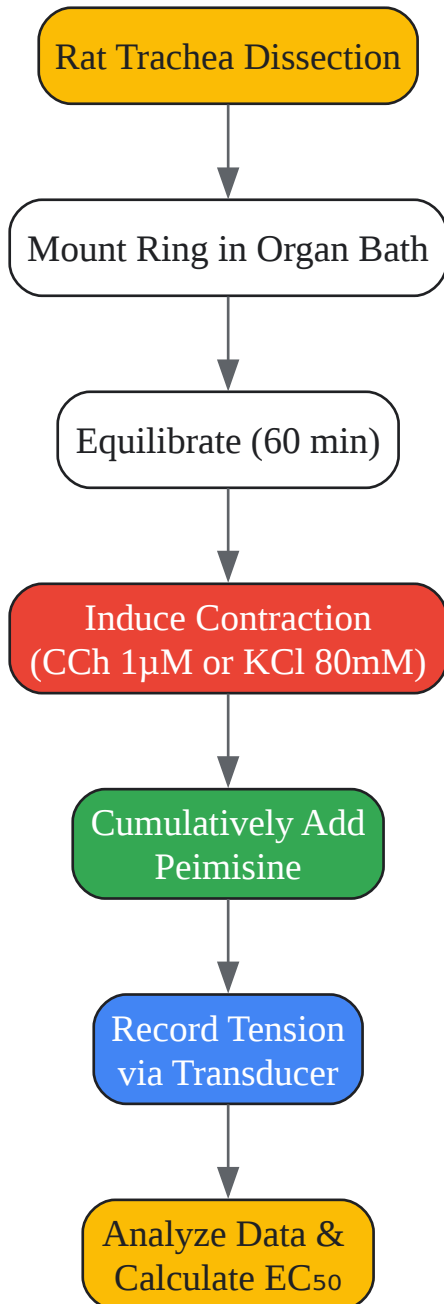 Rat Trachea Dissection
Mount Ring in Organ Bath
Equilibrate (60 min)
Induce Contraction
(CCh 1µM or KCl 80mM)
Cumulatively Add
Peimisine
Record Tension
via Transducer
Analyze Data &
Calculate EC₅₀